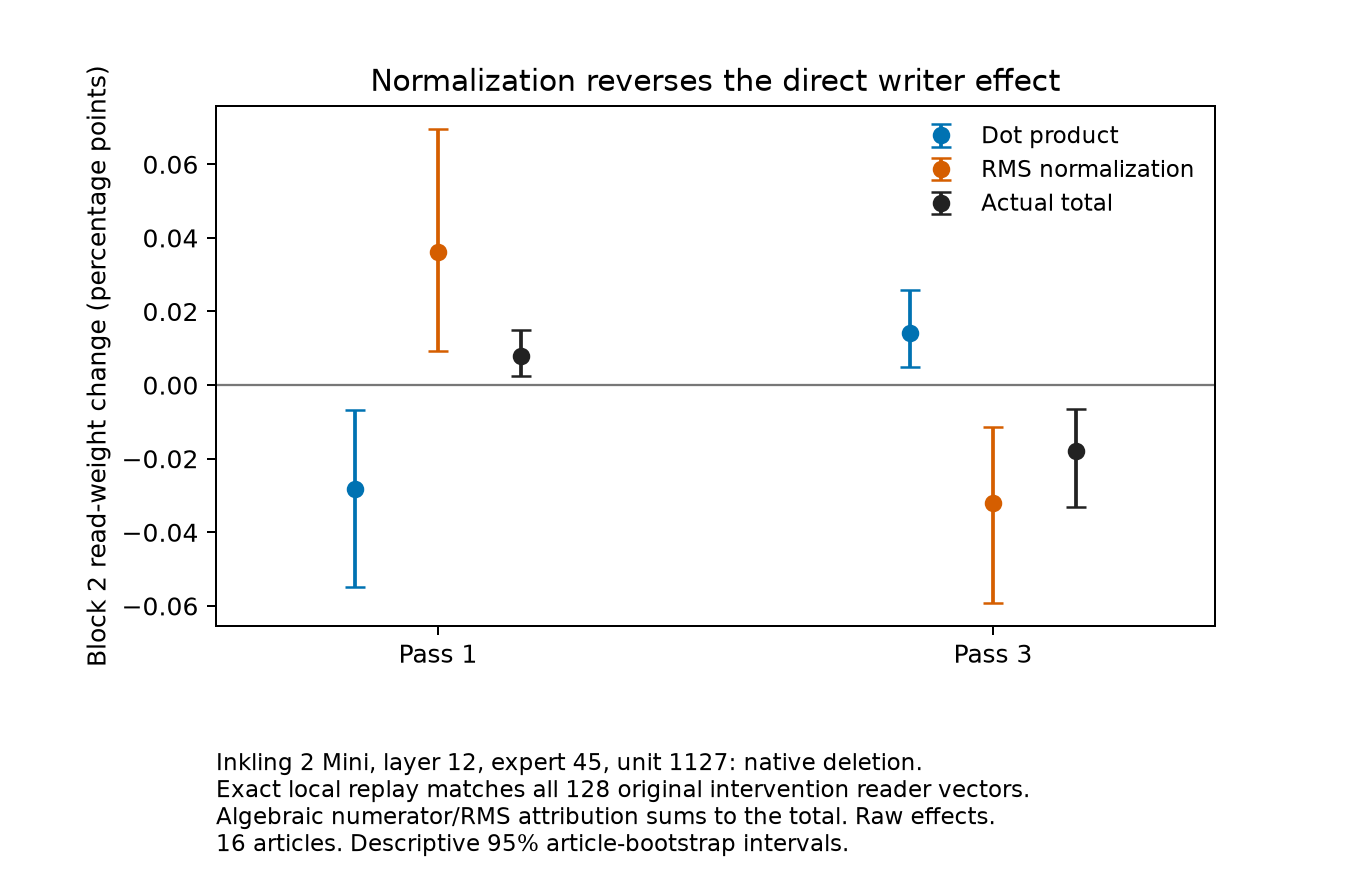 Normalization reverses the direct writer effect
Block 2 read-weight change (percentage points)
0.06
0.04
0.02
0.00
−0.02
−0.04
−0.06
Dot product
RMS normalization
Actual total
Pass 1
Pass 3
Inkling 2 Mini, layer 12, expert 45, unit 1127: native deletion.
Exact local replay matches all 128 original intervention reader vectors.
Algebraic numerator/RMS attribution sums to the total. Raw effects.
16 articles. Descriptive 95% article-bootstrap intervals.